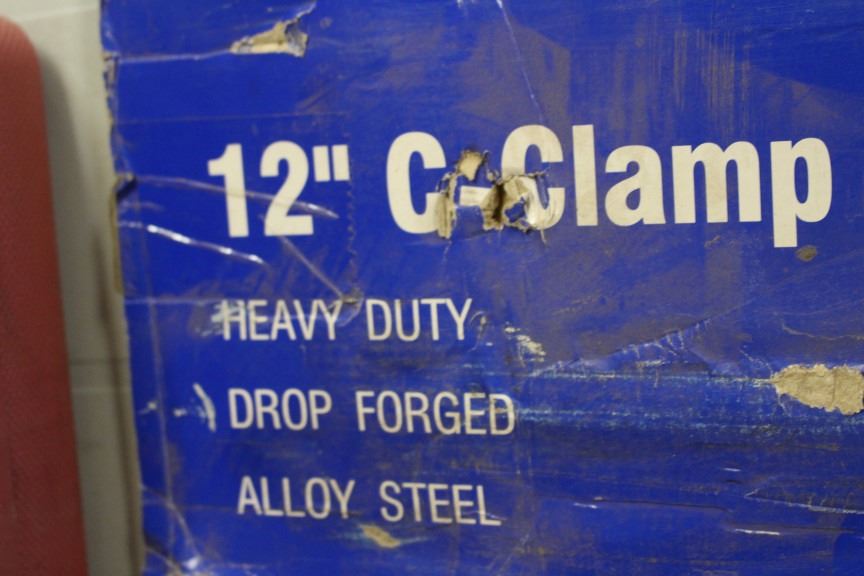 12" C-Clamp
HEAVY DUTY
DROP FORGED
ALLOY STEEL